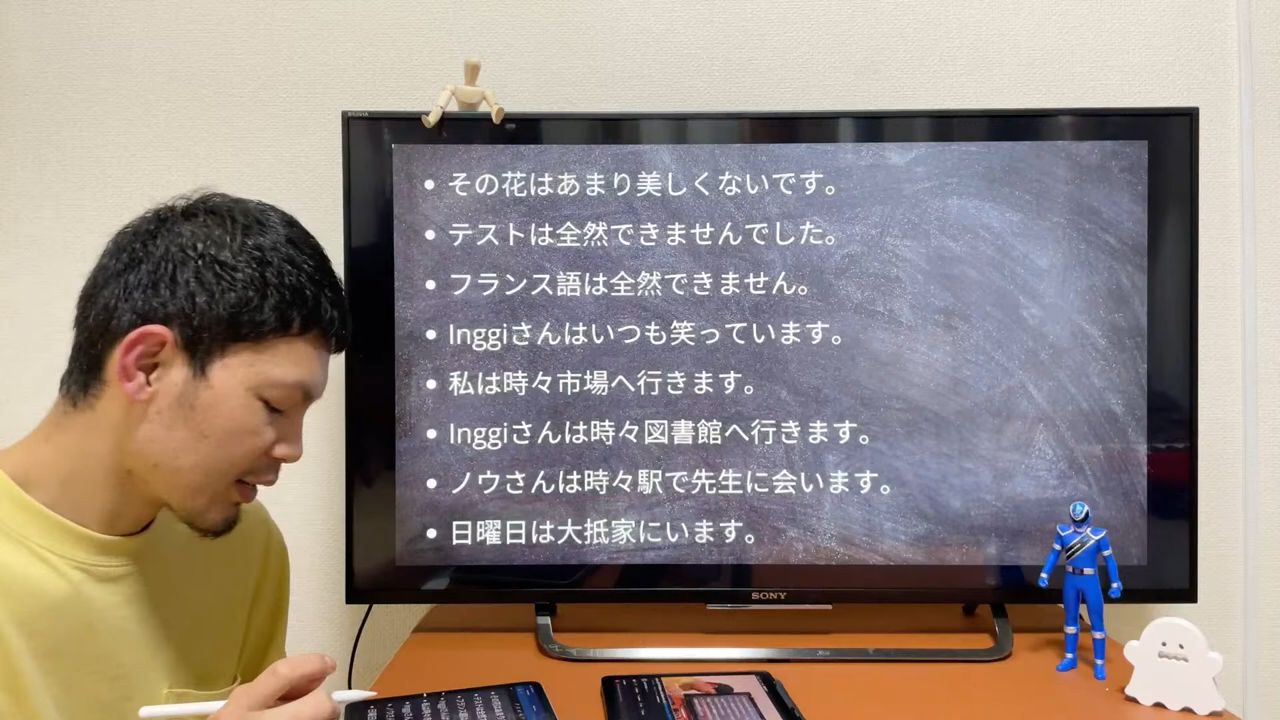 その花はあまり美しくないです。
テストは全然できませんでした。
フランス語は全然できません。
Inggiさんはいつも笑っています。
私は時々市場へ行きます。
Inggiさんは時々図書館へ行きます。
ノウさんは時々駅で先生に会います。
日曜日は大抵家にいます。
SONY